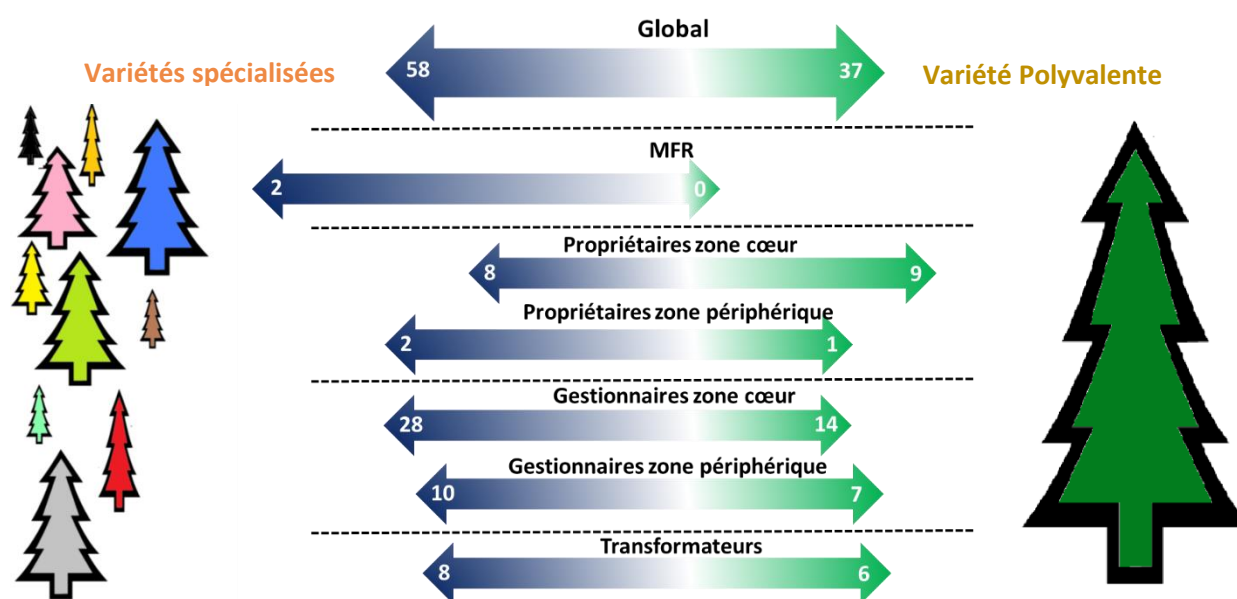 Global
Variétés spécialisées
58
37
Variété Polyvalente
MFR
2
0
Propriétaires zone cœur
8
9
Propriétaires zone périphérique
2
1
Gestionnaires zone cœur
28
14
Gestionnaires zone périphérique
10
7
Transformateurs
8
6